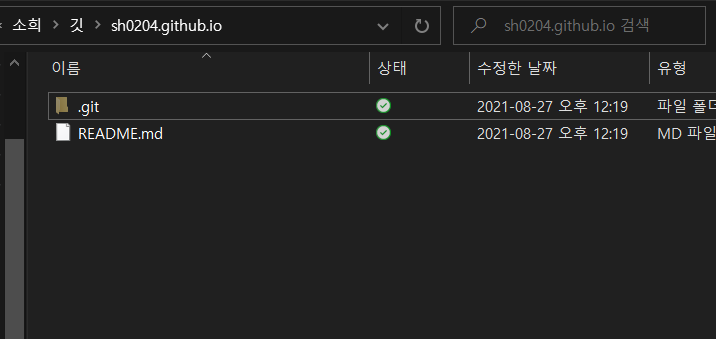 소희 > 깃 > sh0204.github.io sh0204.github.io 검색
이름 상태 수정한 날짜 유형
.git 2021-08-27 오후 12:19 파일 폴더
README.md 2021-08-27 오후 12:19 MD 파일